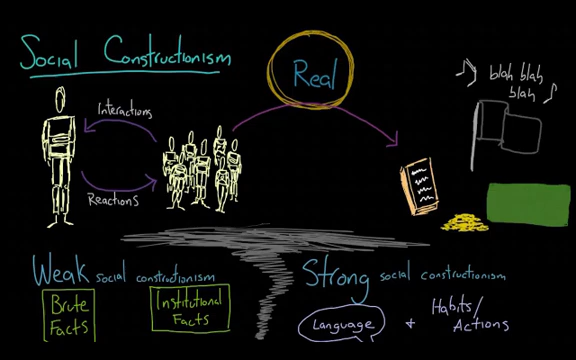 Social Constructionism
Real
♪ blah blah
blah ♫
Interactions
Reactions
Weak social constructionism
Brute
Facts
Institutional
Facts
Strong social constructionism
Language + Habits/
Actions